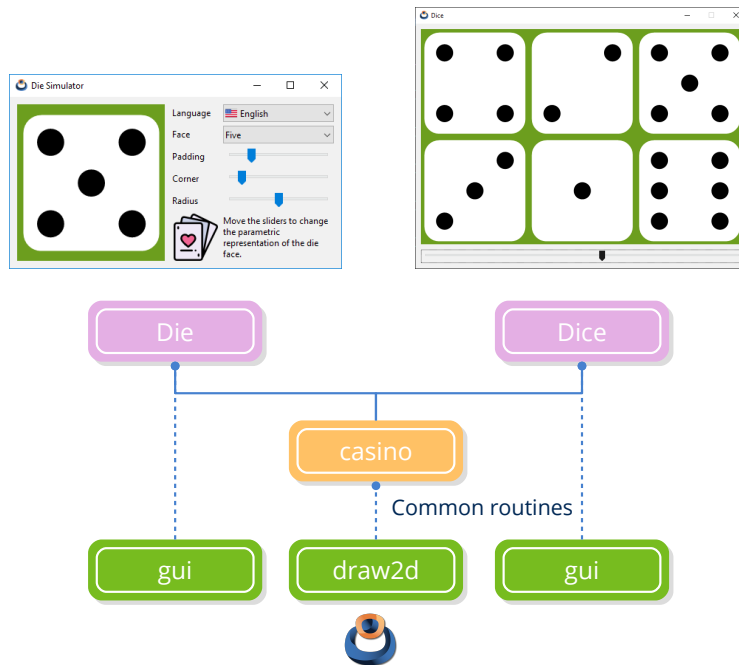 Dice
Die Simulator
Language
English
Face
Five
Padding
Corner
Radius
Move the sliders to change
the parametric
representation of the die
face.
Die
Dice
casino
Common routines
gui
draw2d
gui